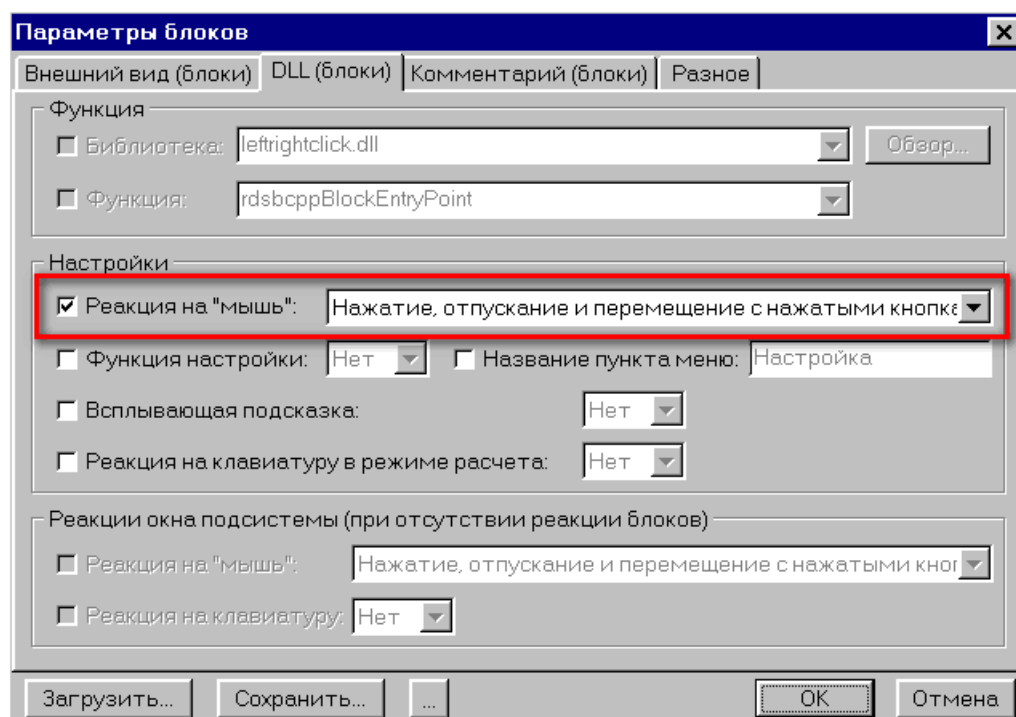 Параметры блоков
Внешний вид (блоки) DLL (блоки) Комментарий (блоки) Разное
Функция
Библиотека: leftrightclick.dll Обзор...
Функция: rdsbcppBlockEntryPoint
Настройки
Реакция на "мышь": Нажатие, отпускание и перемещение с нажатыми кнопка
Функция настройки: Нет Название пункта меню: Настройка
Всплывающая подсказка: Нет
Реакция на клавиатуру в режиме расчета: Нет
Реакции окна подсистемы (при отсутствии реакции блоков)
Реакция на "мышь": Нажатие, отпускание и перемещение с нажатыми кноп
Реакция на клавиатуру: Нет
Загрузить... Сохранить... ... OK Отмена